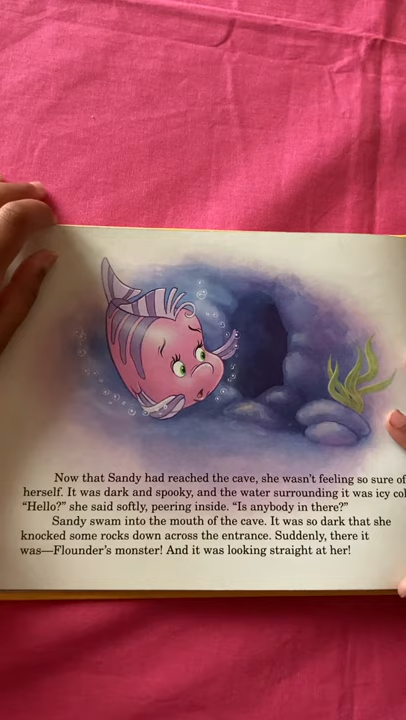 Now that Sandy had reached the cave, she wasn't feeling so sure of
herself. It was dark and spooky, and the water surrounding it was icy
"Hello?" she said softly, peering inside. "Is anybody in there?"
Sandy swam into the mouth of the cave. It was so dark that she
knocked some rocks down across the entrance. Suddenly, there it
was—Flounder's monster! And it was looking straight at her!